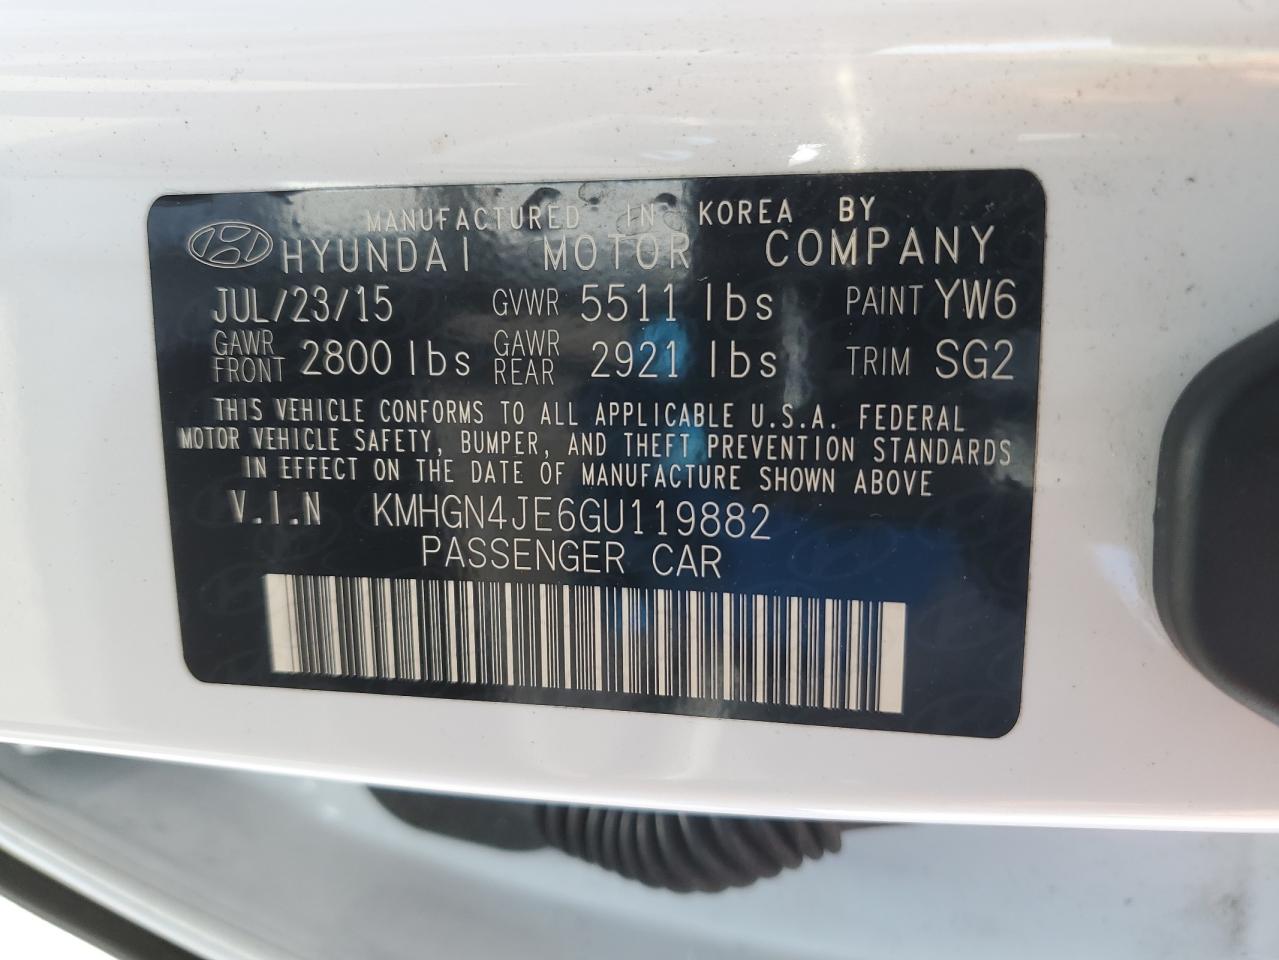 MANUFACTURED IN KOREA BY
HYUNDAI MOTOR COMPANY
JUL/23/15 GVWR 5511 lbs PAINT YW6
GAWR FRONT 2800 lbs GAWR REAR 2921 lbs TRIM SG2
THIS VEHICLE CONFORMS TO ALL APPLICABLE U.S.A. FEDERAL
MOTOR VEHICLE SAFETY, BUMPER, AND THEFT PREVENTION STANDARDS
IN EFFECT ON THE DATE OF MANUFACTURE SHOWN ABOVE
V.I.N KMHGN4JE6GU119882
PASSENGER CAR